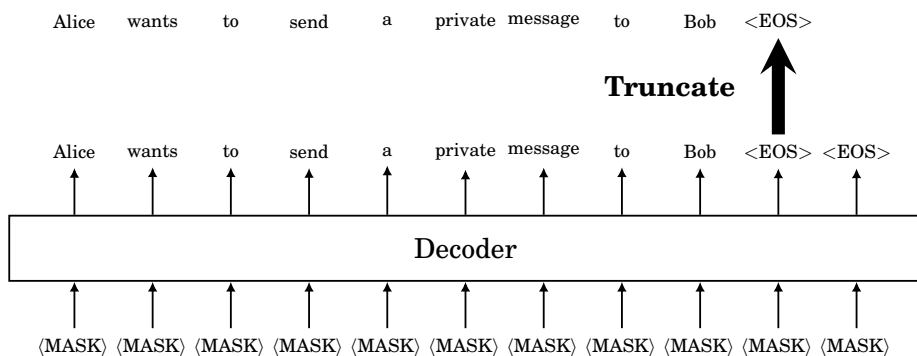 Alice wants to send a private message to Bob <EOS>
Truncate
Alice wants to send a private message to Bob <EOS> <EOS>
Decoder
⟨MASK⟩ ⟨MASK⟩ ⟨MASK⟩ ⟨MASK⟩ ⟨MASK⟩ ⟨MASK⟩ ⟨MASK⟩ ⟨MASK⟩ ⟨MASK⟩ ⟨MASK⟩ ⟨MASK⟩